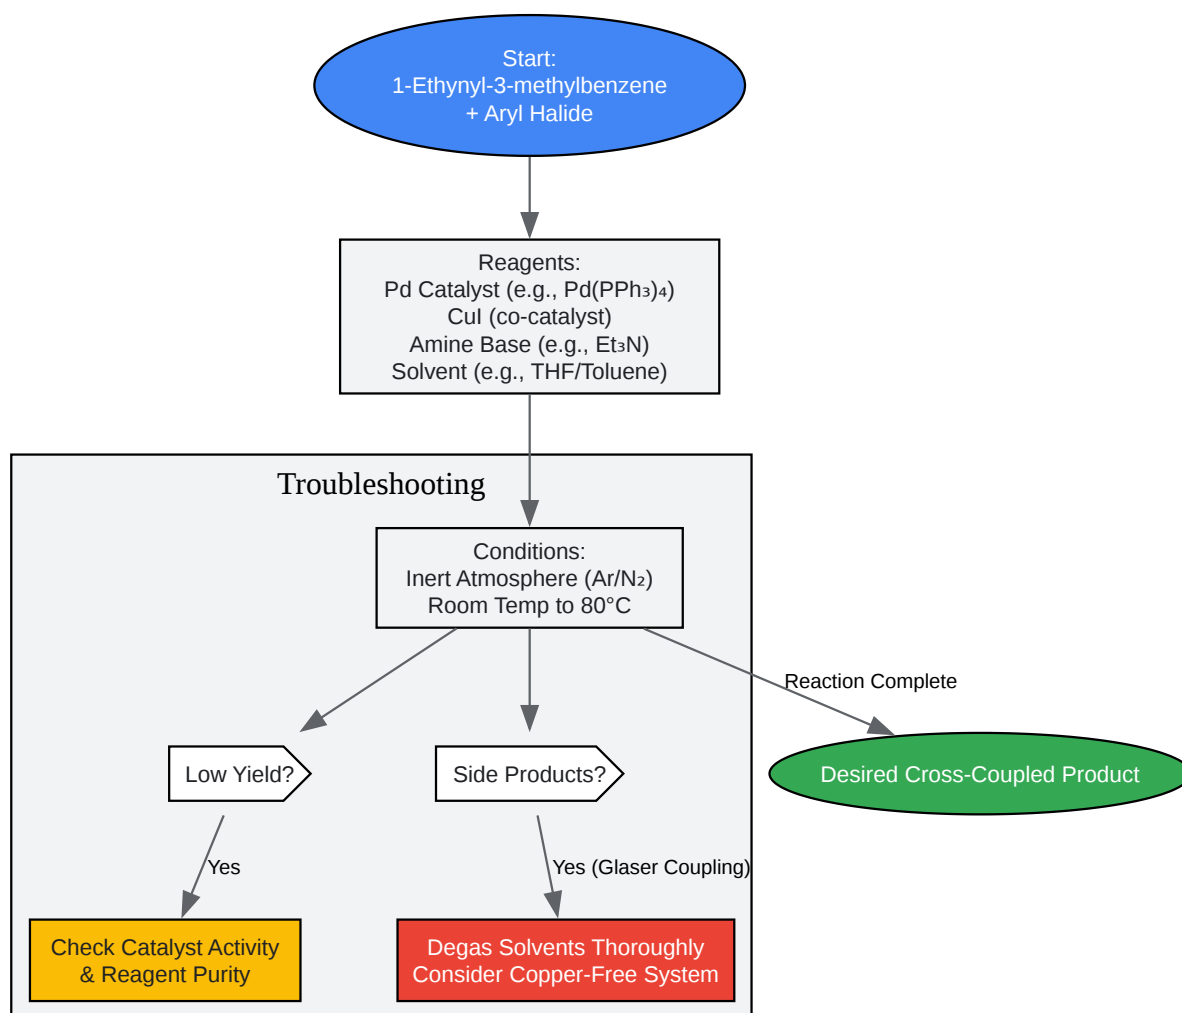 Start:
1-Ethynyl-3-methylbenzene
+ Aryl Halide
Reagents:
Pd Catalyst (e.g., Pd(PPh₃)₄)
CuI (co-catalyst)
Amine Base (e.g., Et₃N)
Solvent (e.g., THF/Toluene)
Troubleshooting
Conditions:
Inert Atmosphere (Ar/N₂)
Room Temp to 80°C
Reaction Complete
Low Yield?
Side Products?
Desired Cross-Coupled Product
Yes
Yes (Glaser Coupling)
Check Catalyst Activity
& Reagent Purity
Degas Solvents Thoroughly
Consider Copper-Free System